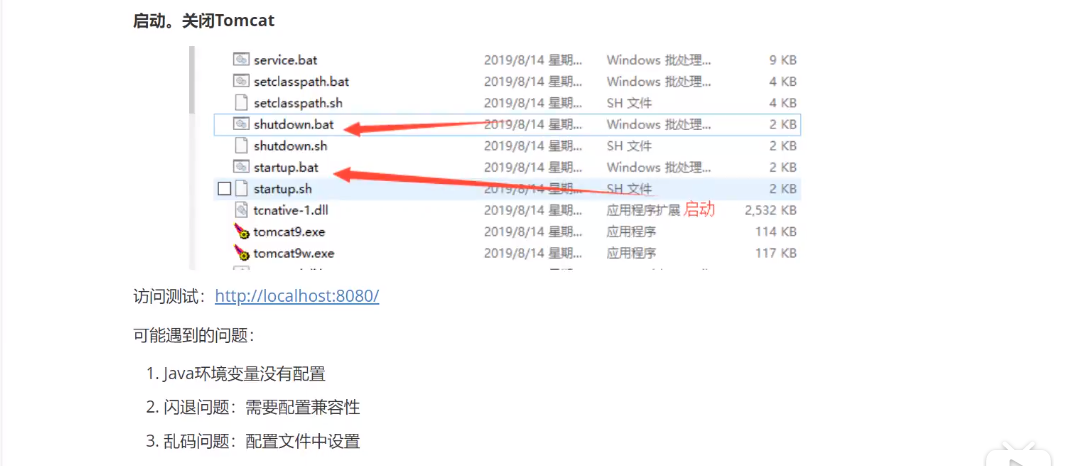 启动。关闭Tomcat
service.bat 2019/8/14 星期... Windows 批处理... 9 KB
setclasspath.bat 2019/8/14 星期... Windows 批处理... 4 KB
setclasspath.sh 2019/8/14 星期... SH 文件 4 KB
shutdown.bat 2019/8/14 星期... Windows 批处理... 2 KB
shutdown.sh 2019/8/14 星期... SH 文件 2 KB
startup.bat 2019/8/14 星期... Windows 批处理... 2 KB
startup.sh 2019/8/14 星期... SH 文件 2 KB
tcnative-1.dll 2019/8/14 星期... 应用程序扩展 启动 2,532 KB
tomcat9.exe 2019/8/14 星期... 应用程序 114 KB
tomcat9w.exe 2019/8/14 星期... 应用程序 117 KB
访问测试：http://localhost:8080/
可能遇到的问题：
1. Java环境变量没有配置
2. 闪退问题：需要配置兼容性
3. 乱码问题：配置文件中设置